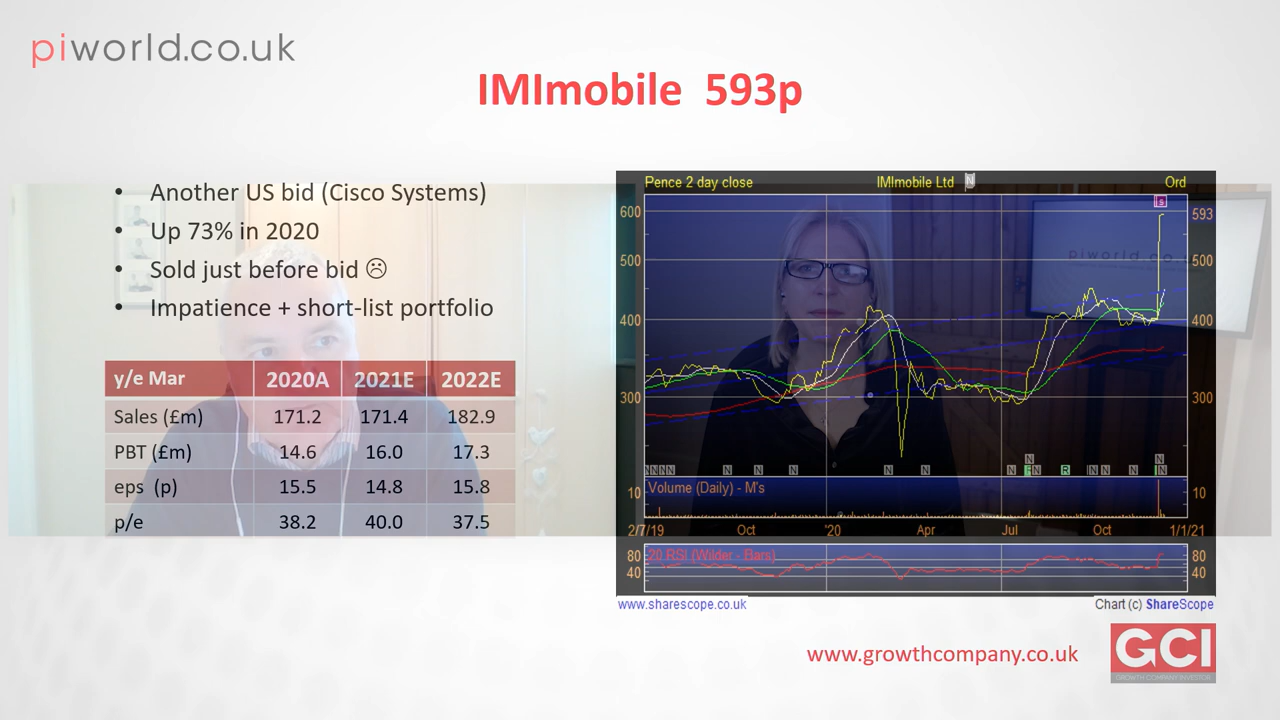 piworld.co.uk
IMImobile 593p
• Another US bid (Cisco Systems)
• Up 73% in 2020
• Sold just before bid ☹
• Impatience + short-list portfolio
y/e Mar 2020A 2021E 2022E
Sales (£m) 171.2 171.4 182.9
PBT (£m) 14.6 16.0 17.3
eps (p) 15.5 14.8 15.8
p/e 38.2 40.0 37.5
Pence 2 day close IMImobile Ltd N Ord
600 593
500 500
400 400
300 300
piworld.co.u
10 Volume (Daily) - M's 10
2/7/19 Oct '20 Apr Jul Oct 1/1/21
80 20 RSI (Wilder - Bars) 80
40 40
www.sharescope.co.uk Chart (c) ShareScope
www.growthcompany.co.uk
GCI
GROWTH COMPANY INVESTOR